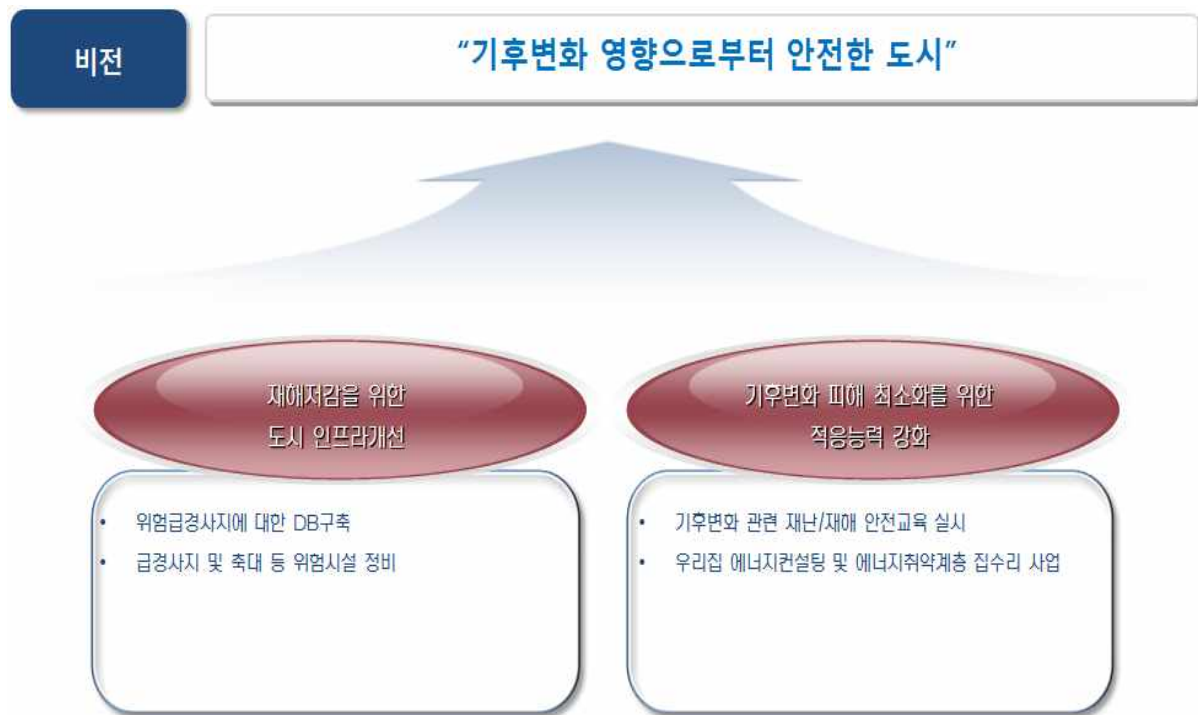 비전
“기후변화 영향으로부터 안전한 도시”
재해저감을 위한
도시 인프라개선
• 위험급경사지에 대한 DB구축
• 급경사지 및 축대 등 위험시설 정비
기후변화 피해 최소화를 위한
적응능력 강화
• 기후변화 관련 재난/재해 안전교육 실시
• 우리집 에너지컨설팅 및 에너지취약계층 집수리 사업